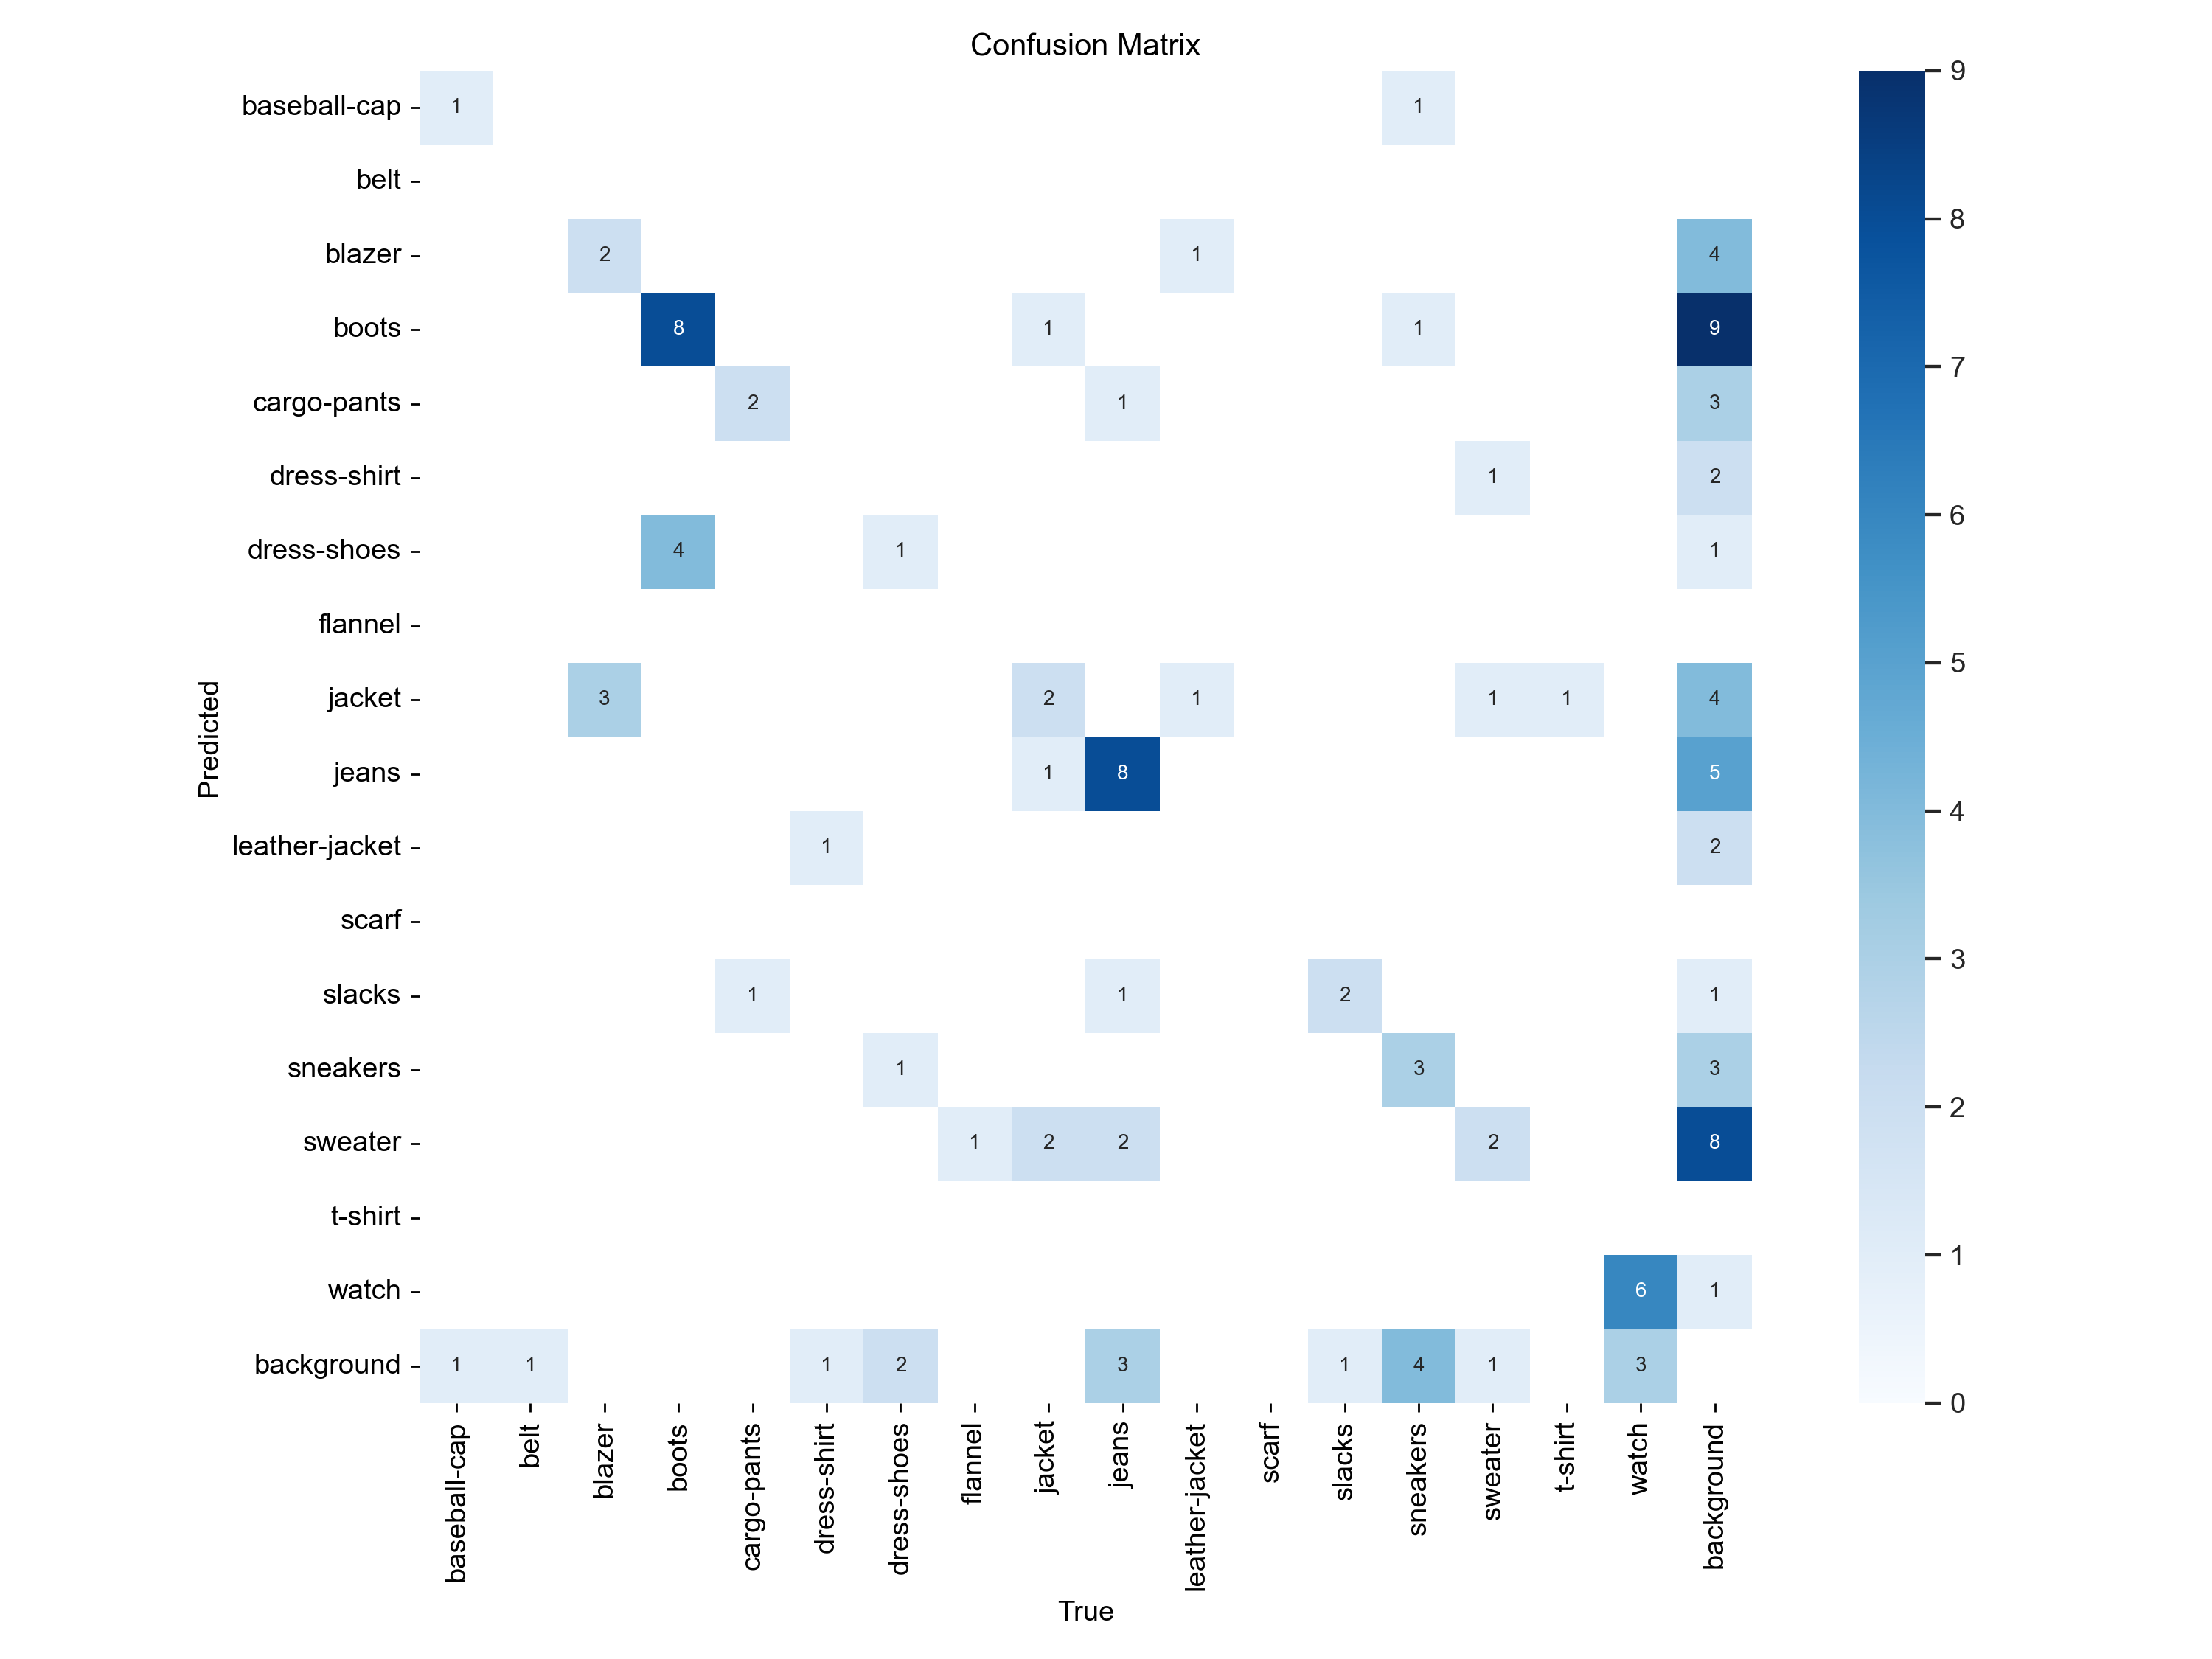 Confusion Matrix
baseball-cap 1 1
belt
blazer 2 1 4
boots 8 1 1 9
cargo-pants 2 1 3
dress-shirt 1 2
dress-shoes 4 1 1
flannel
jacket 3 2 1 1 1 4
jeans 1 8 5
leather-jacket 1 2
scarf
slacks 1 1 2 1
sneakers 1 3 3
sweater 1 2 2 2 8
t-shirt
watch 6 1
background 1 1 1 2 3 1 4 1 3
Predicted
baseball-cap
belt
blazer
boots
cargo-pants
dress-shirt
dress-shoes
flannel
jacket
jeans
leather-jacket
scarf
slacks
sneakers
sweater
t-shirt
watch
background
True
9
8
7
6
5
4
3
2
1
0